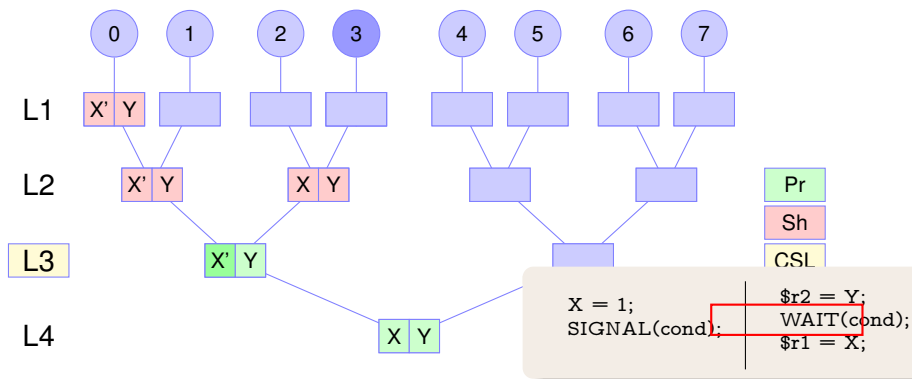 0 1 2 3 4 5 6 7
L1 X' Y
L2 X' Y X Y Pr
Sh
L3 X' Y CSL
L4 X Y
X = 1;
SIGNAL(cond);
$r2 = Y;
WAIT(cond);
$r1 = X;